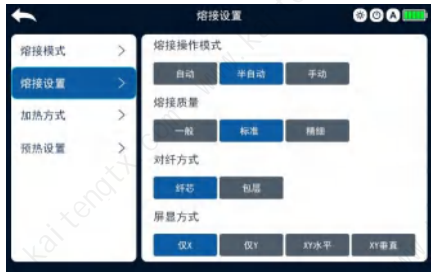 熔接设置
A
熔接模式
熔接设置
加热方式
预热设置
熔接操作模式
自动 半自动 手动
熔接质量
一般 标准 精细
对纤方式
纤芯 包层
屏显方式
仅X 仅Y XY水平 XY垂直
kaitengtx.com